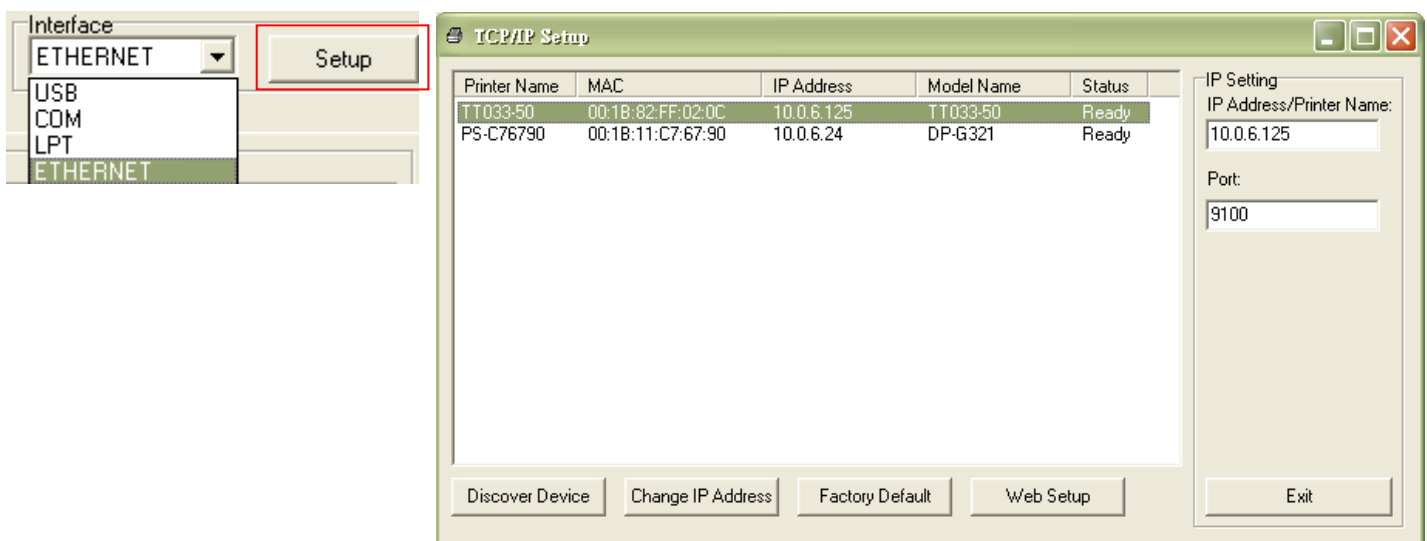 Interface
ETHERNET
Setup
USB
COM
LPT
ETHERNET
TCP/IP Setup
Printer Name MAC IP Address Model Name Status
TT033-50 00:1B:82:FF:02:0C 10.0.6.125 TT033-50 Ready
PS-C76790 00:1B:11:C7:67:90 10.0.6.24 DP-G321 Ready
IP Setting
IP Address/Printer Name:
10.0.6.125
Port:
9100
Discover Device Change IP Address Factory Default Web Setup Exit